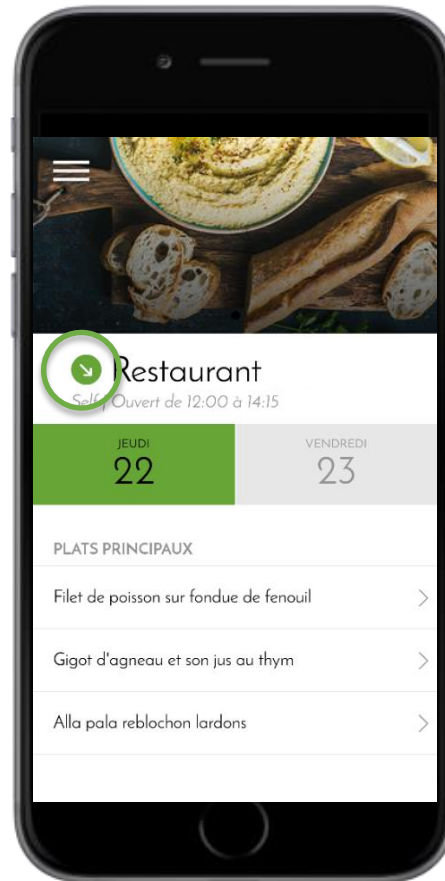 Restaurant
Self | Ouvert de 12:00 à 14:15
JEUDI
22
VENDREDI
23
PLATS PRINCIPAUX
Filet de poisson sur fondue de fenouil
Gigot d'agneau et son jus au thym
Alla pala reblochon lardons